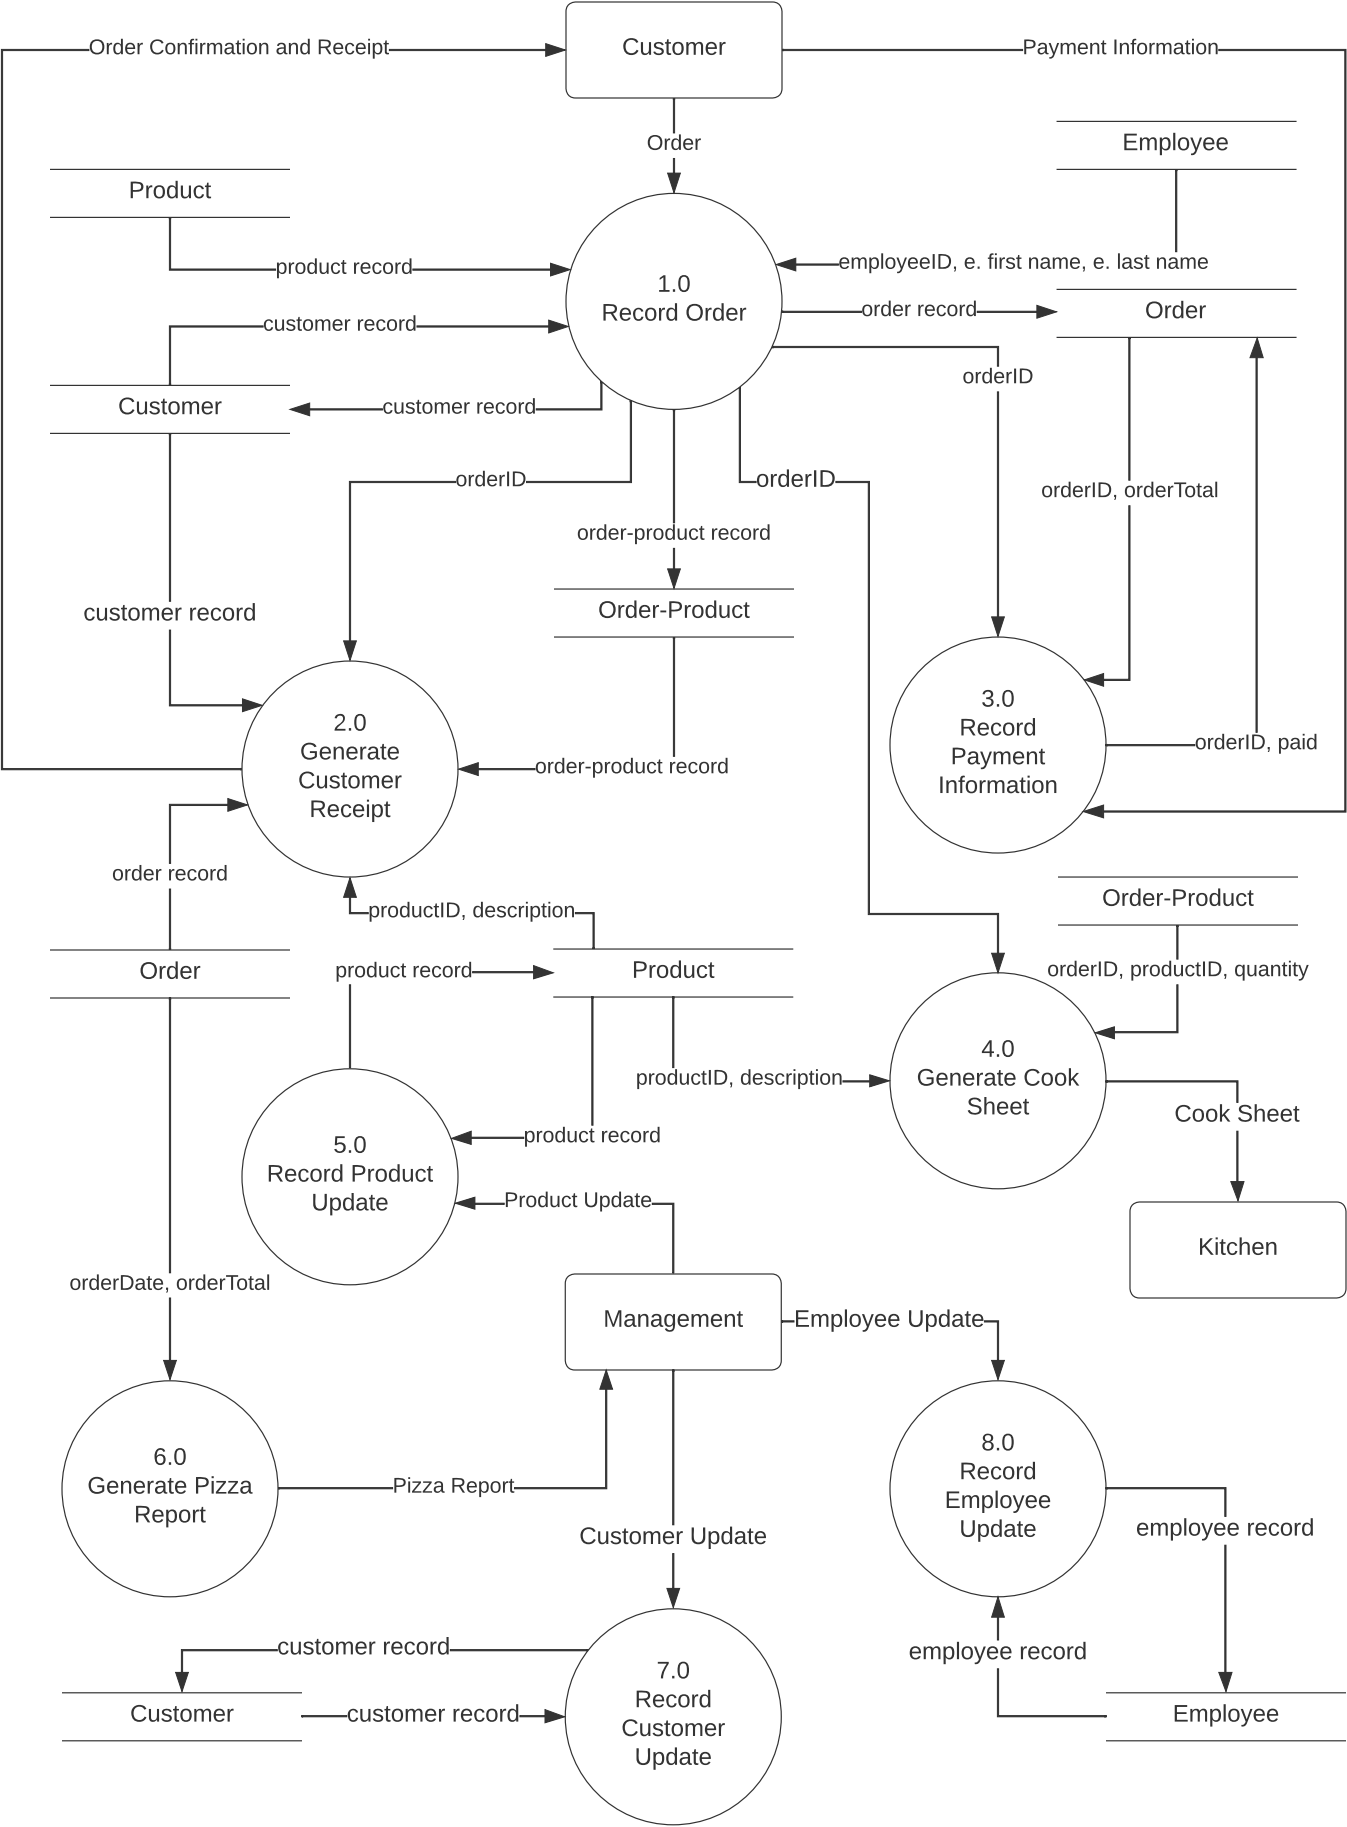 Order Confirmation and Receipt
Customer
Payment Information
Order
Employee
Product
employeeID, e. first name, e. last name
product record
1.0
Record Order
order record
Order
customer record
orderID
Customer
customer record
orderID
orderID
orderID, orderTotal
order-product record
customer record
Order-Product
2.0
Generate
Customer
Receipt
3.0
Record
Payment
Information
orderID, paid
order-product record
order record
productID, description
Order-Product
Order
product record
Product
orderID, productID, quantity
4.0
Generate Cook
Sheet
productID, description
Cook Sheet
5.0
Record Product
Update
product record
Product Update
Kitchen
orderDate, orderTotal
Management
Employee Update
6.0
Generate Pizza
Report
Pizza Report
8.0
Record
Employee
Update
employee record
Customer Update
customer record
employee record
7.0
Record
Customer
Update
Customer
customer record
Employee